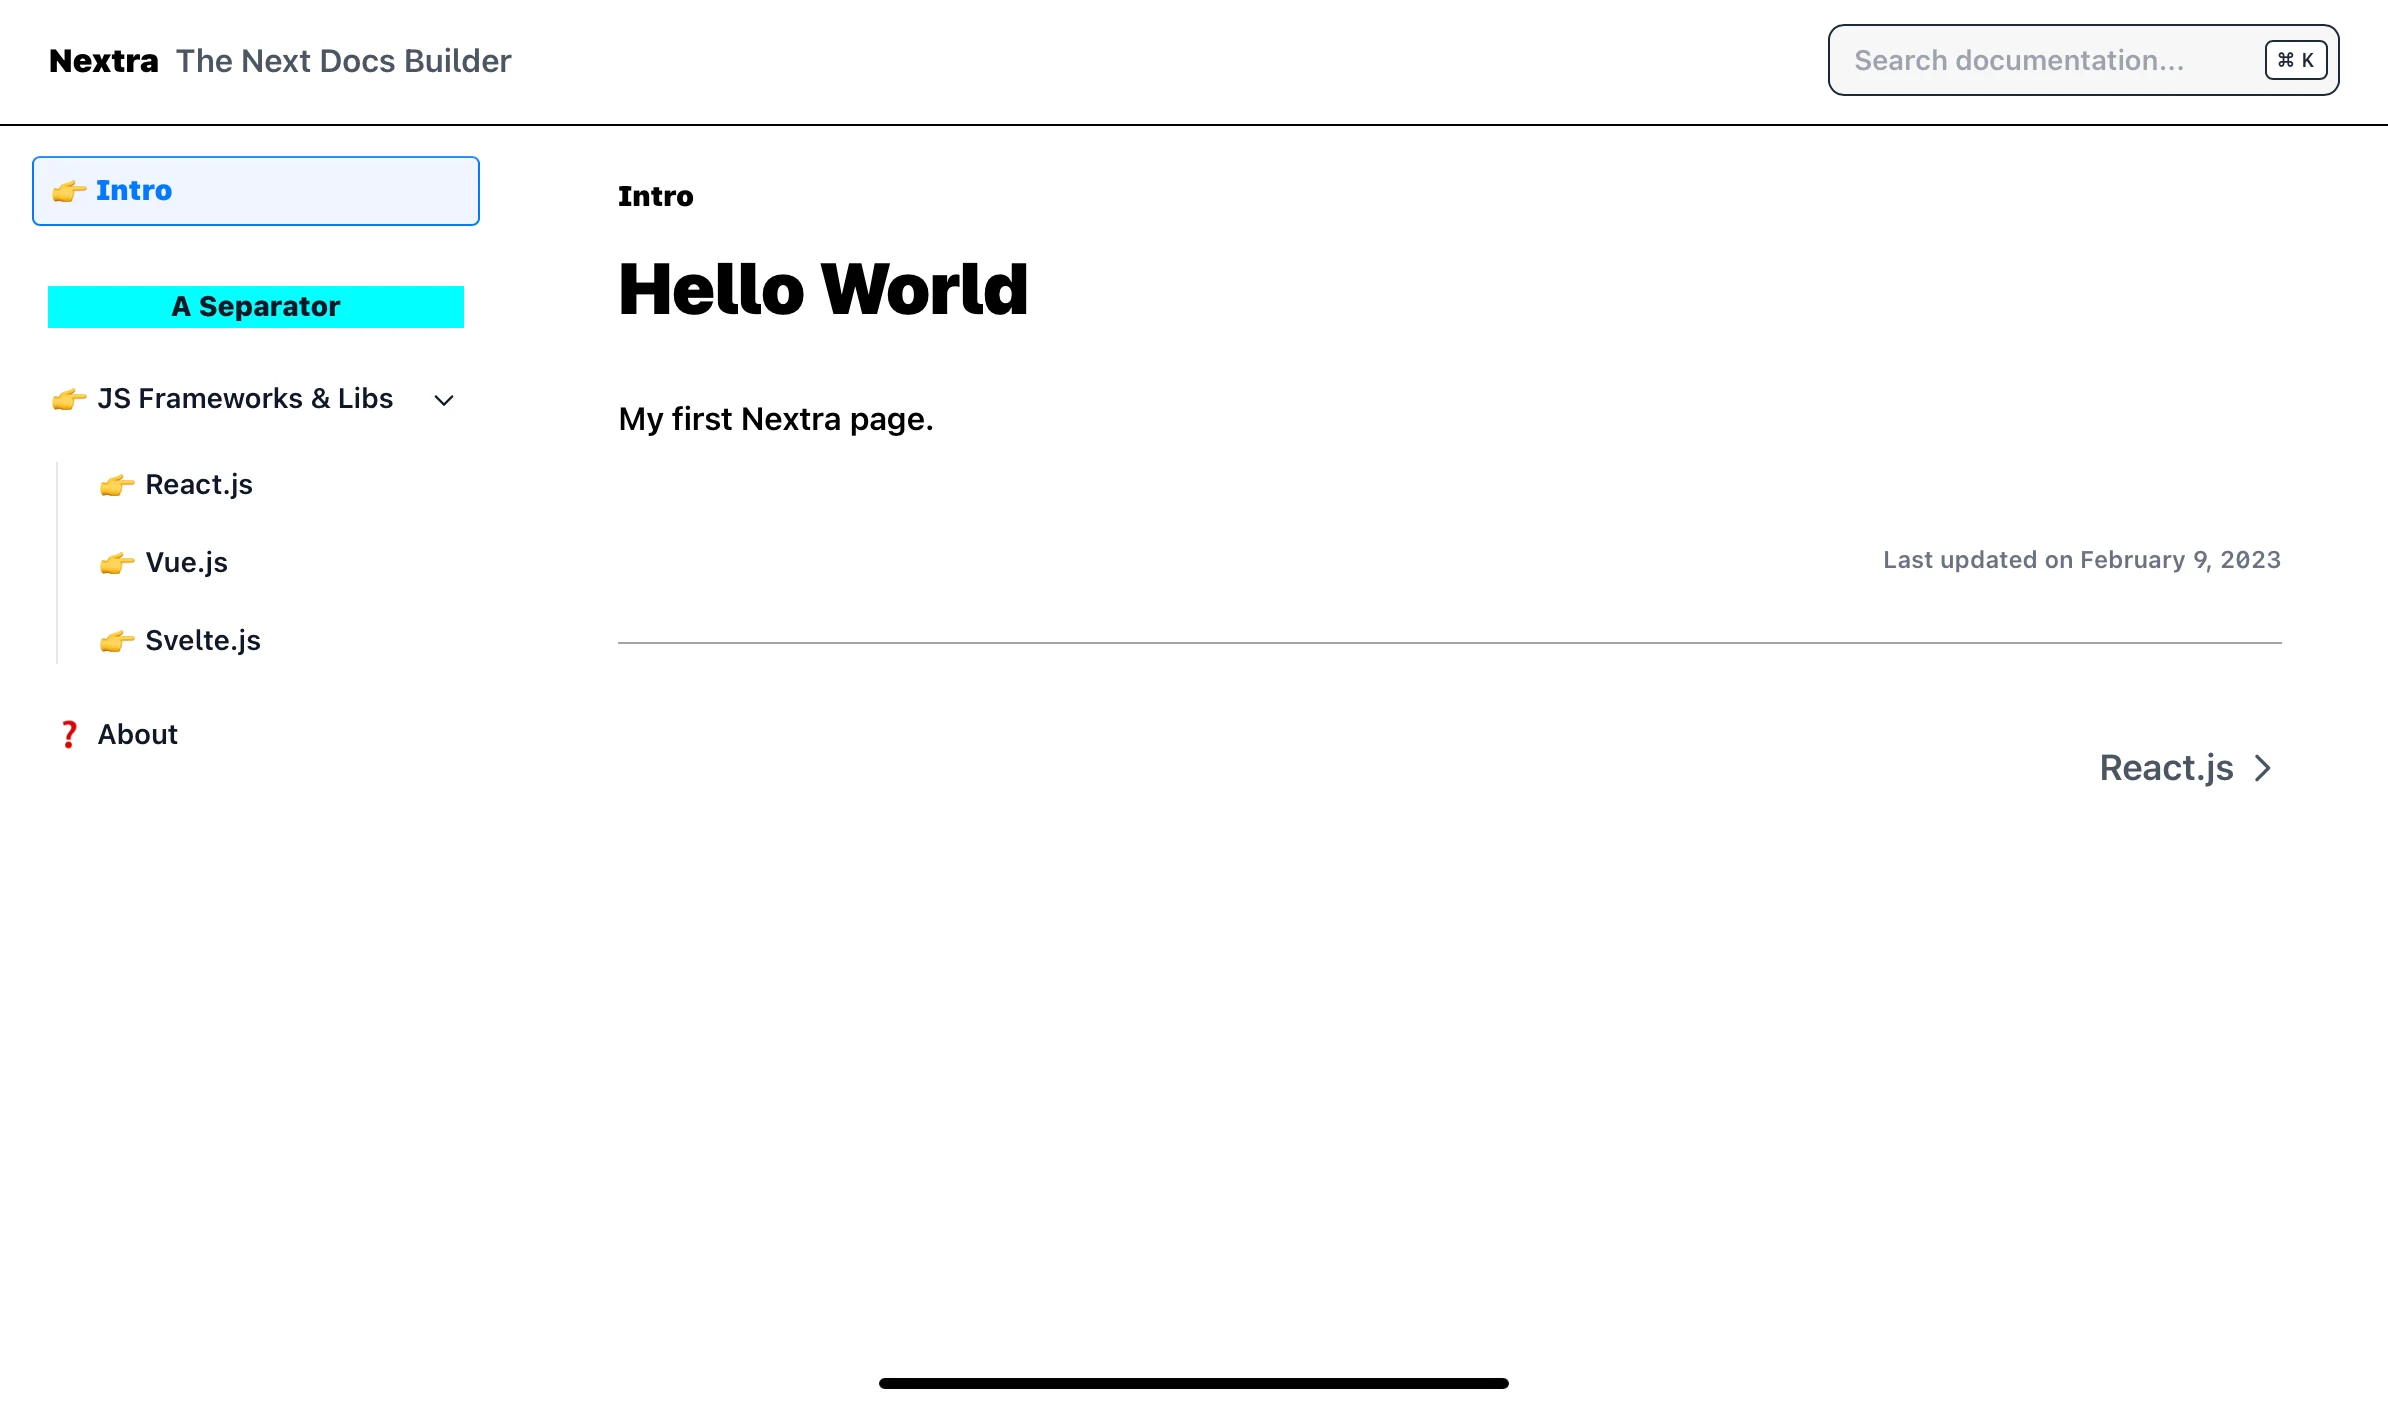 Nextra The Next Docs Builder
Search documentation... ⌘ K
👉 Intro
A Separator
👉 JS Frameworks & Libs
👉 React.js
👉 Vue.js
👉 Svelte.js
❓ About
Intro
Hello World
My first Nextra page.
Last updated on February 9, 2023
React.js